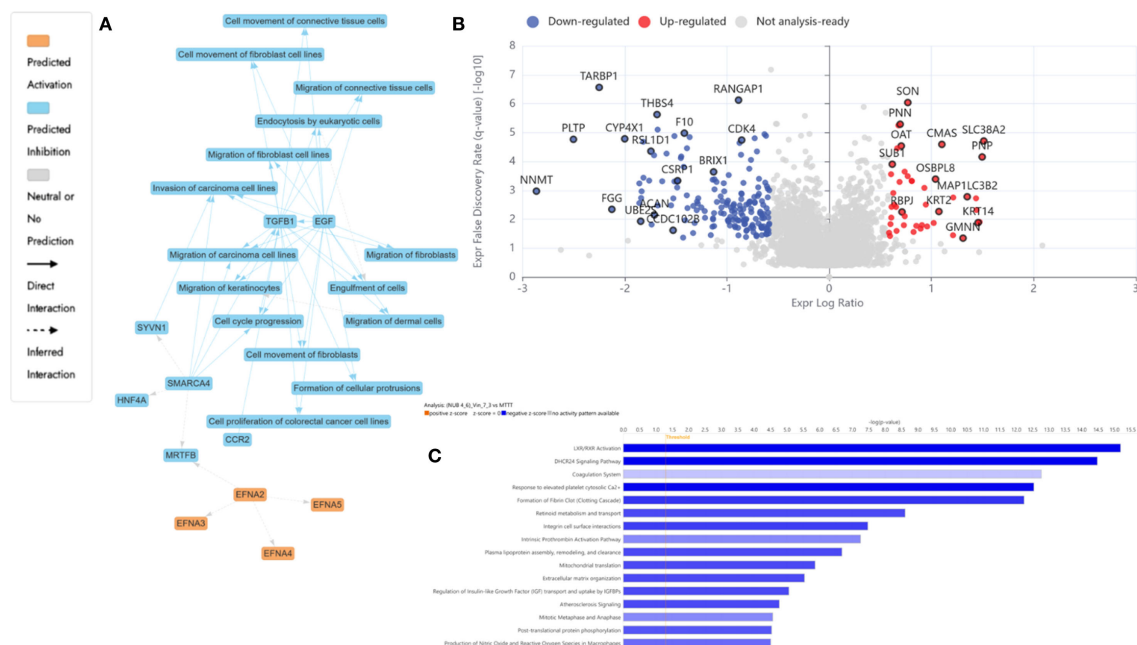 Predicted
Activation
Predicted
Inhibition
Neutral or
No
Prediction
Direct
Interaction
Inferred
Interaction
A
Cell movement of connective tissue cells
Cell movement of fibroblast cell lines
Migration of connective tissue cells
Endocytosis by eukaryotic cells
Migration of fibroblast cell lines
Invasion of carcinoma cell lines
TGFB1
EGF
Migration of carcinoma cell lines
Migration of fibroblasts
Migration of keratinocytes
Engulfment of cells
Cell cycle progression
Migration of dermal cells
SYVN1
Cell movement of fibroblasts
SMARCA4
Formation of cellular protrusions
HNF4A
Cell proliferation of colorectal cancer cell lines
CCR2
MRTFB
EFNA2
EFNA5
EFNA3
EFNA4
B
Down-regulated
Up-regulated
Not analysis-ready
Expr False Discovery Rate (q-value) [-log10]
8
7
6
5
4
3
2
1
0
TARBP1
RANGAP1
SON
THBS4
PNN
F10
PLTP
CYP4X1
CDK4
OAT
CMAS
SLC38A2
RSL1D1
PNP
SUB1
BRIX1
CSRP1
OSBPL8
NNMT
MAP1LC3B2
FGG
ACAN
UBE2S
CCDC102B
RBPJ
KRT2
KRT14
GMNN
-3
-2
-1
0
1
2
3
Expr Log Ratio
Analysis: (NUB 4_6)_Vin_7_3 vs MTTT
positive z-score
z-score = 0
negative z-score
no activity pattern available
C
-log(p-value)
0.0 0.5 1.0 1.5 2.0 2.5 3.0 3.5 4.0 4.5 5.0 5.5 6.0 6.5 7.0 7.5 8.0 8.5 9.0 9.5 10.0 10.5 11.0 11.5 12.0 12.5 13.0 13.5 14.0 14.5 15.0 15.5
Threshold
LXR/RXR Activation
DHCR24 Signaling Pathway
Coagulation System
Response to elevated platelet cytosolic Ca2+
Formation of Fibrin Clot (Clotting Cascade)
Retinoid metabolism and transport
Integrin cell surface interactions
Intrinsic Prothrombin Activation Pathway
Plasma lipoprotein assembly, remodeling, and clearance
Mitochondrial translation
Extracellular matrix organization
Regulation of Insulin-like Growth Factor (IGF) transport and uptake by IGFBPs
Atherosclerosis Signaling
Mitotic Metaphase and Anaphase
Post-translational protein phosphorylation
Production of Nitric Oxide and Reactive Oxygen Species in Macrophages